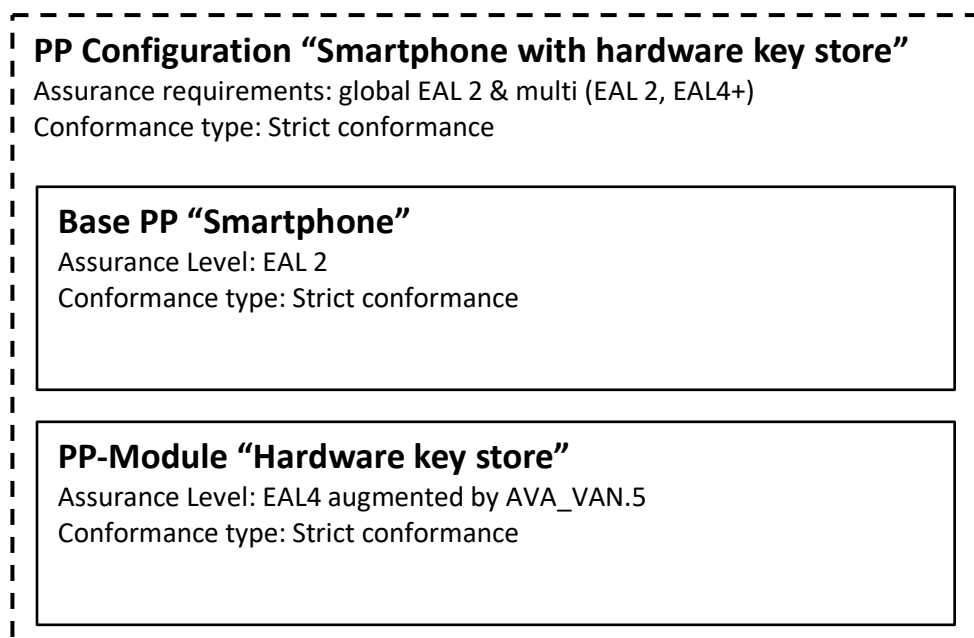 PP Configuration “Smartphone with hardware key store”
Assurance requirements: global EAL 2 & multi (EAL 2, EAL4+)
Conformance type: Strict conformance
Base PP “Smartphone”
Assurance Level: EAL 2
Conformance type: Strict conformance
PP-Module “Hardware key store”
Assurance Level: EAL4 augmented by AVA_VAN.5
Conformance type: Strict conformance